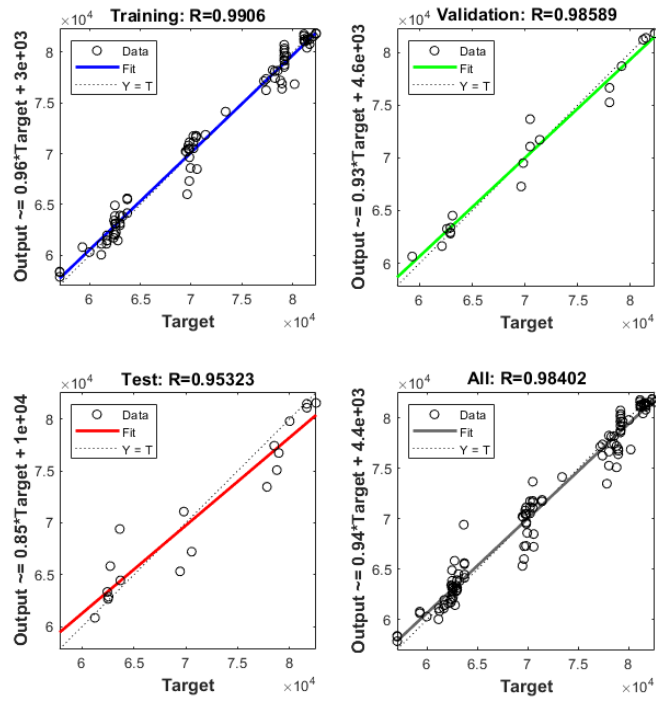 Training: R=0.9906
×10⁴
Output ~= 0.96*Target + 3e+03
8
7.5
7
6.5
6
Data
Fit
Y = T
6 6.5 7 7.5 8
Target
×10⁴
Validation: R=0.98589
×10⁴
Output ~= 0.93*Target + 4.6e+03
8
7.5
7
6.5
6
Data
Fit
Y = T
6 6.5 7 7.5 8
Target
×10⁴
Test: R=0.95323
×10⁴
Output ~= 0.85*Target + 1e+04
8
7.5
7
6.5
6
Data
Fit
Y = T
6 6.5 7 7.5 8
Target
×10⁴
All: R=0.98402
×10⁴
Output ~= 0.94*Target + 4.4e+03
8
7.5
7
6.5
6
Data
Fit
Y = T
6 6.5 7 7.5 8
Target
×10⁴